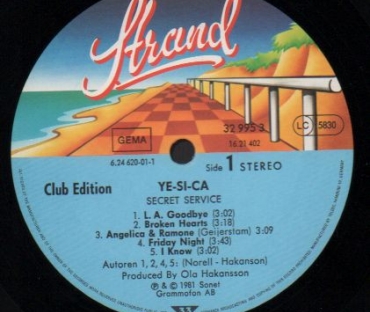 Strand
GEMA
32 995 3
LC 5830
6.24 620-01-1
16.21 402
Side 1 STEREO
Club Edition
YE-SI-CA
SECRET SERVICE
1. L.A. Goodbye (3:02)
2. Broken Hearts (3:18)
3. Angelica & Ramone (Geijerstam) 3:09
4. Friday Night (3:43)
5. I Know (3:02)
Autoren 1, 2, 4, 5: (Norell - Hakanson)
Produced By Ola Hakansson
℗ & © 1981 Sonet
Grammofon AB